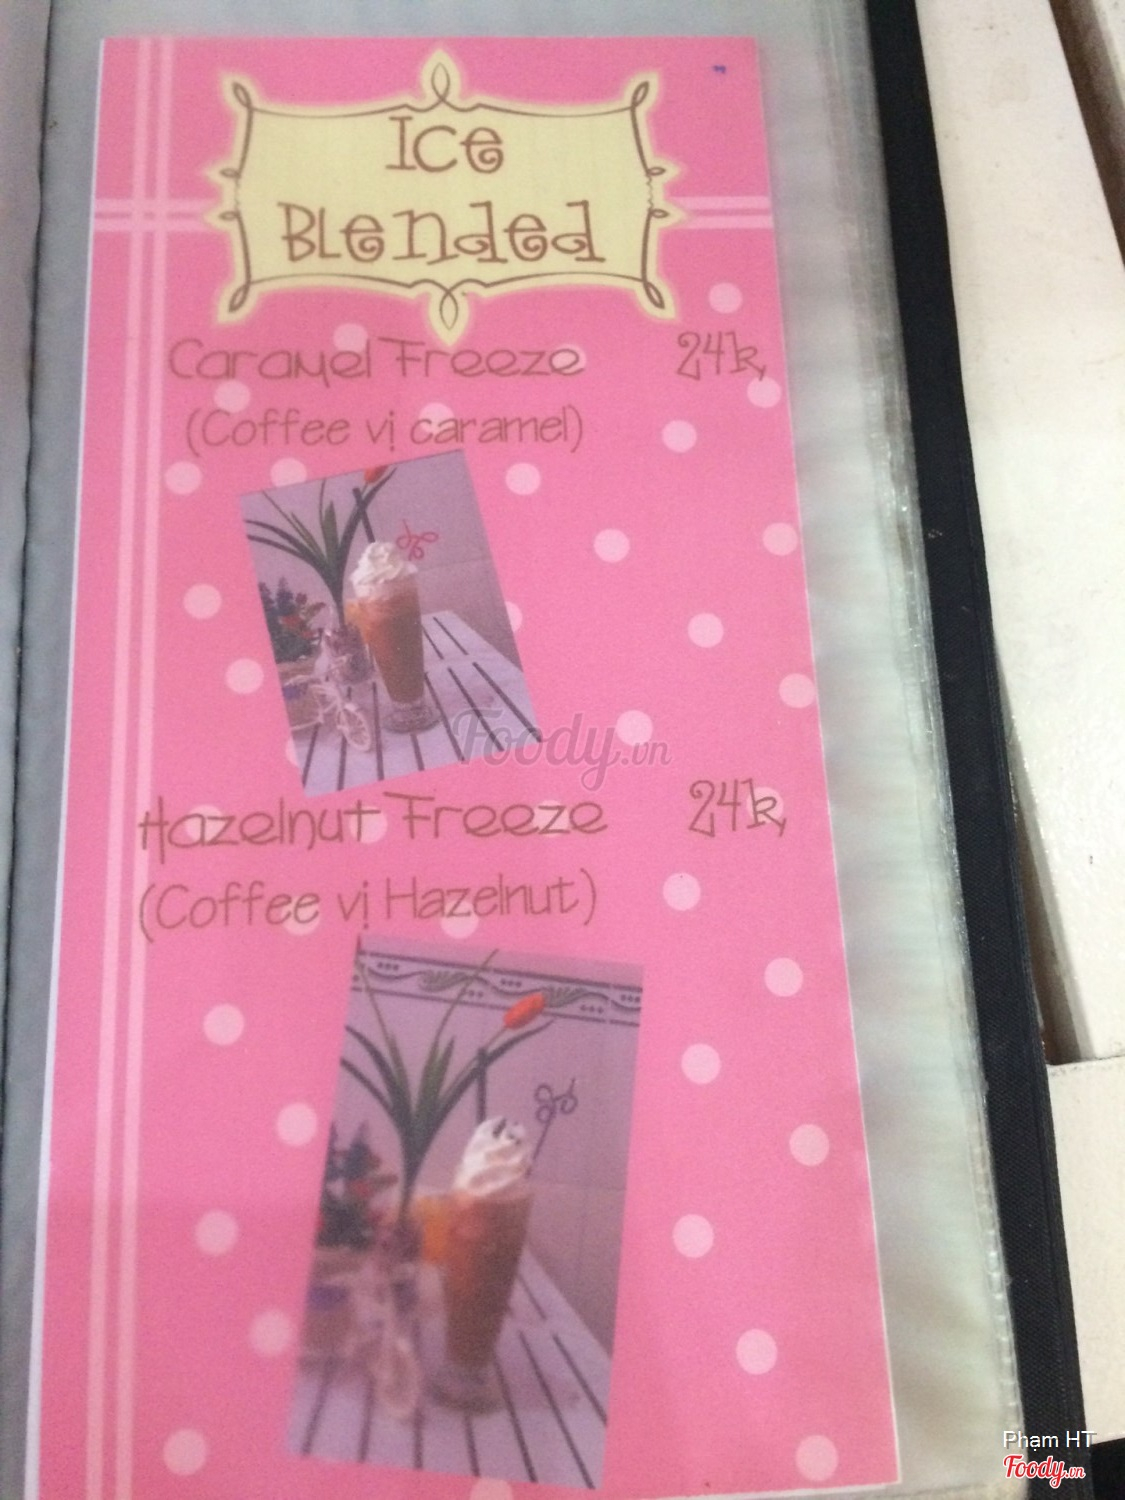 Ice
Blended
Caramel Freeze 24k
(Coffee vị caramel)
Foody.vn
Hazelnut Freeze 24k
(Coffee vị Hazelnut)
Phạm HT
Foody.vn